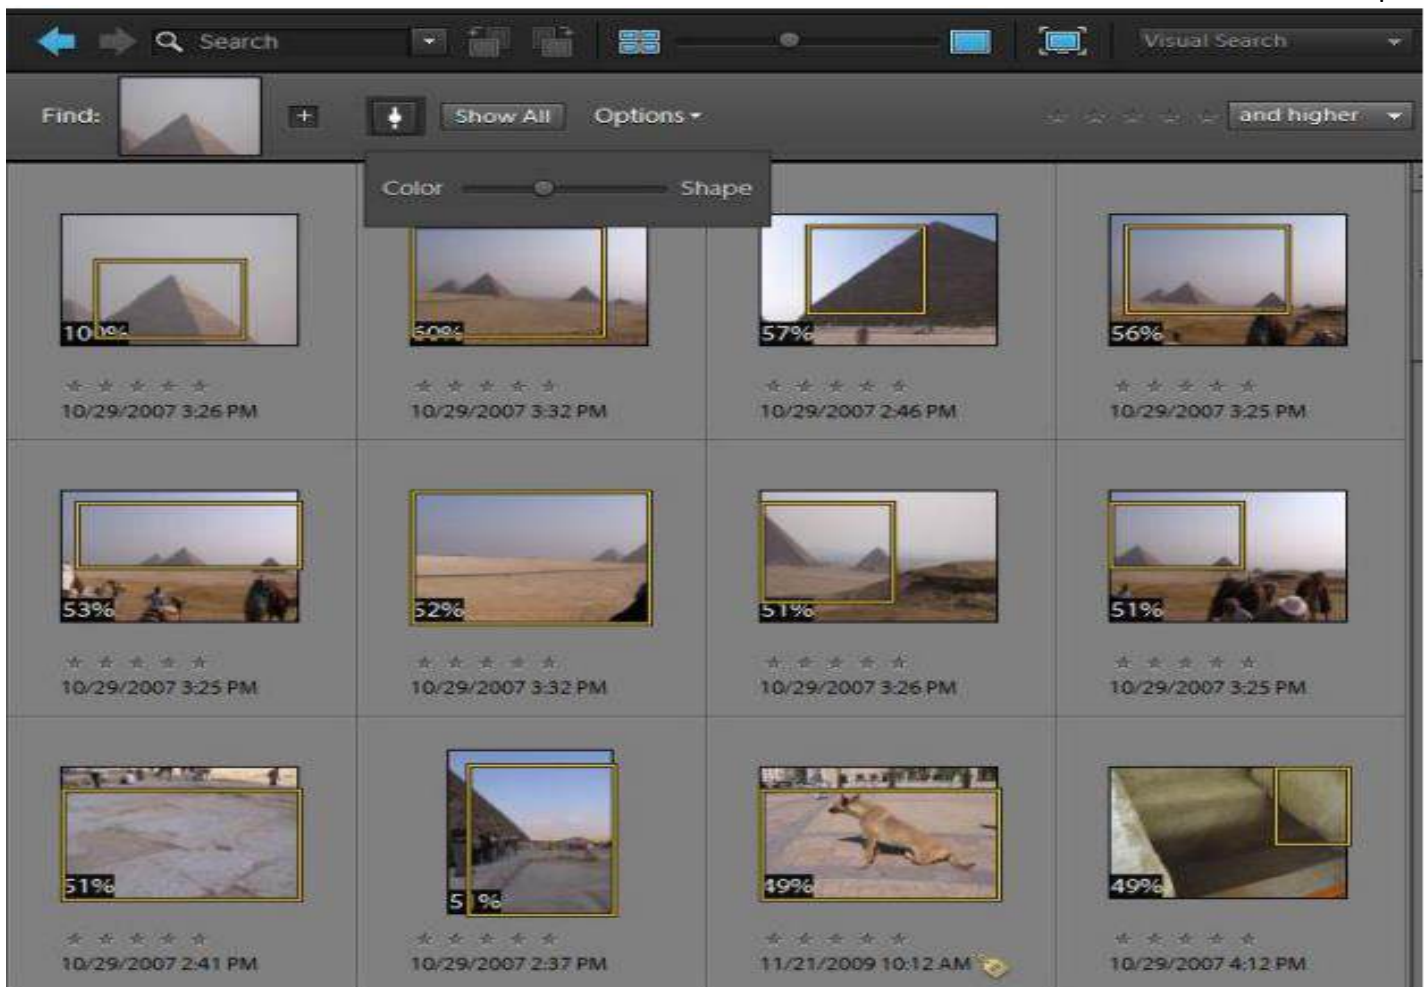 Search
Visual Search
Find:
+
Show All
Options
and higher
Color
Shape
100%
60%
57%
56%
10/29/2007 3:26 PM
10/29/2007 3:32 PM
10/29/2007 2:46 PM
10/29/2007 3:25 PM
53%
52%
51%
51%
10/29/2007 3:25 PM
10/29/2007 3:32 PM
10/29/2007 3:26 PM
10/29/2007 3:25 PM
51%
51%
49%
49%
10/29/2007 2:41 PM
10/29/2007 2:37 PM
11/21/2009 10:12 AM
10/29/2007 4:12 PM